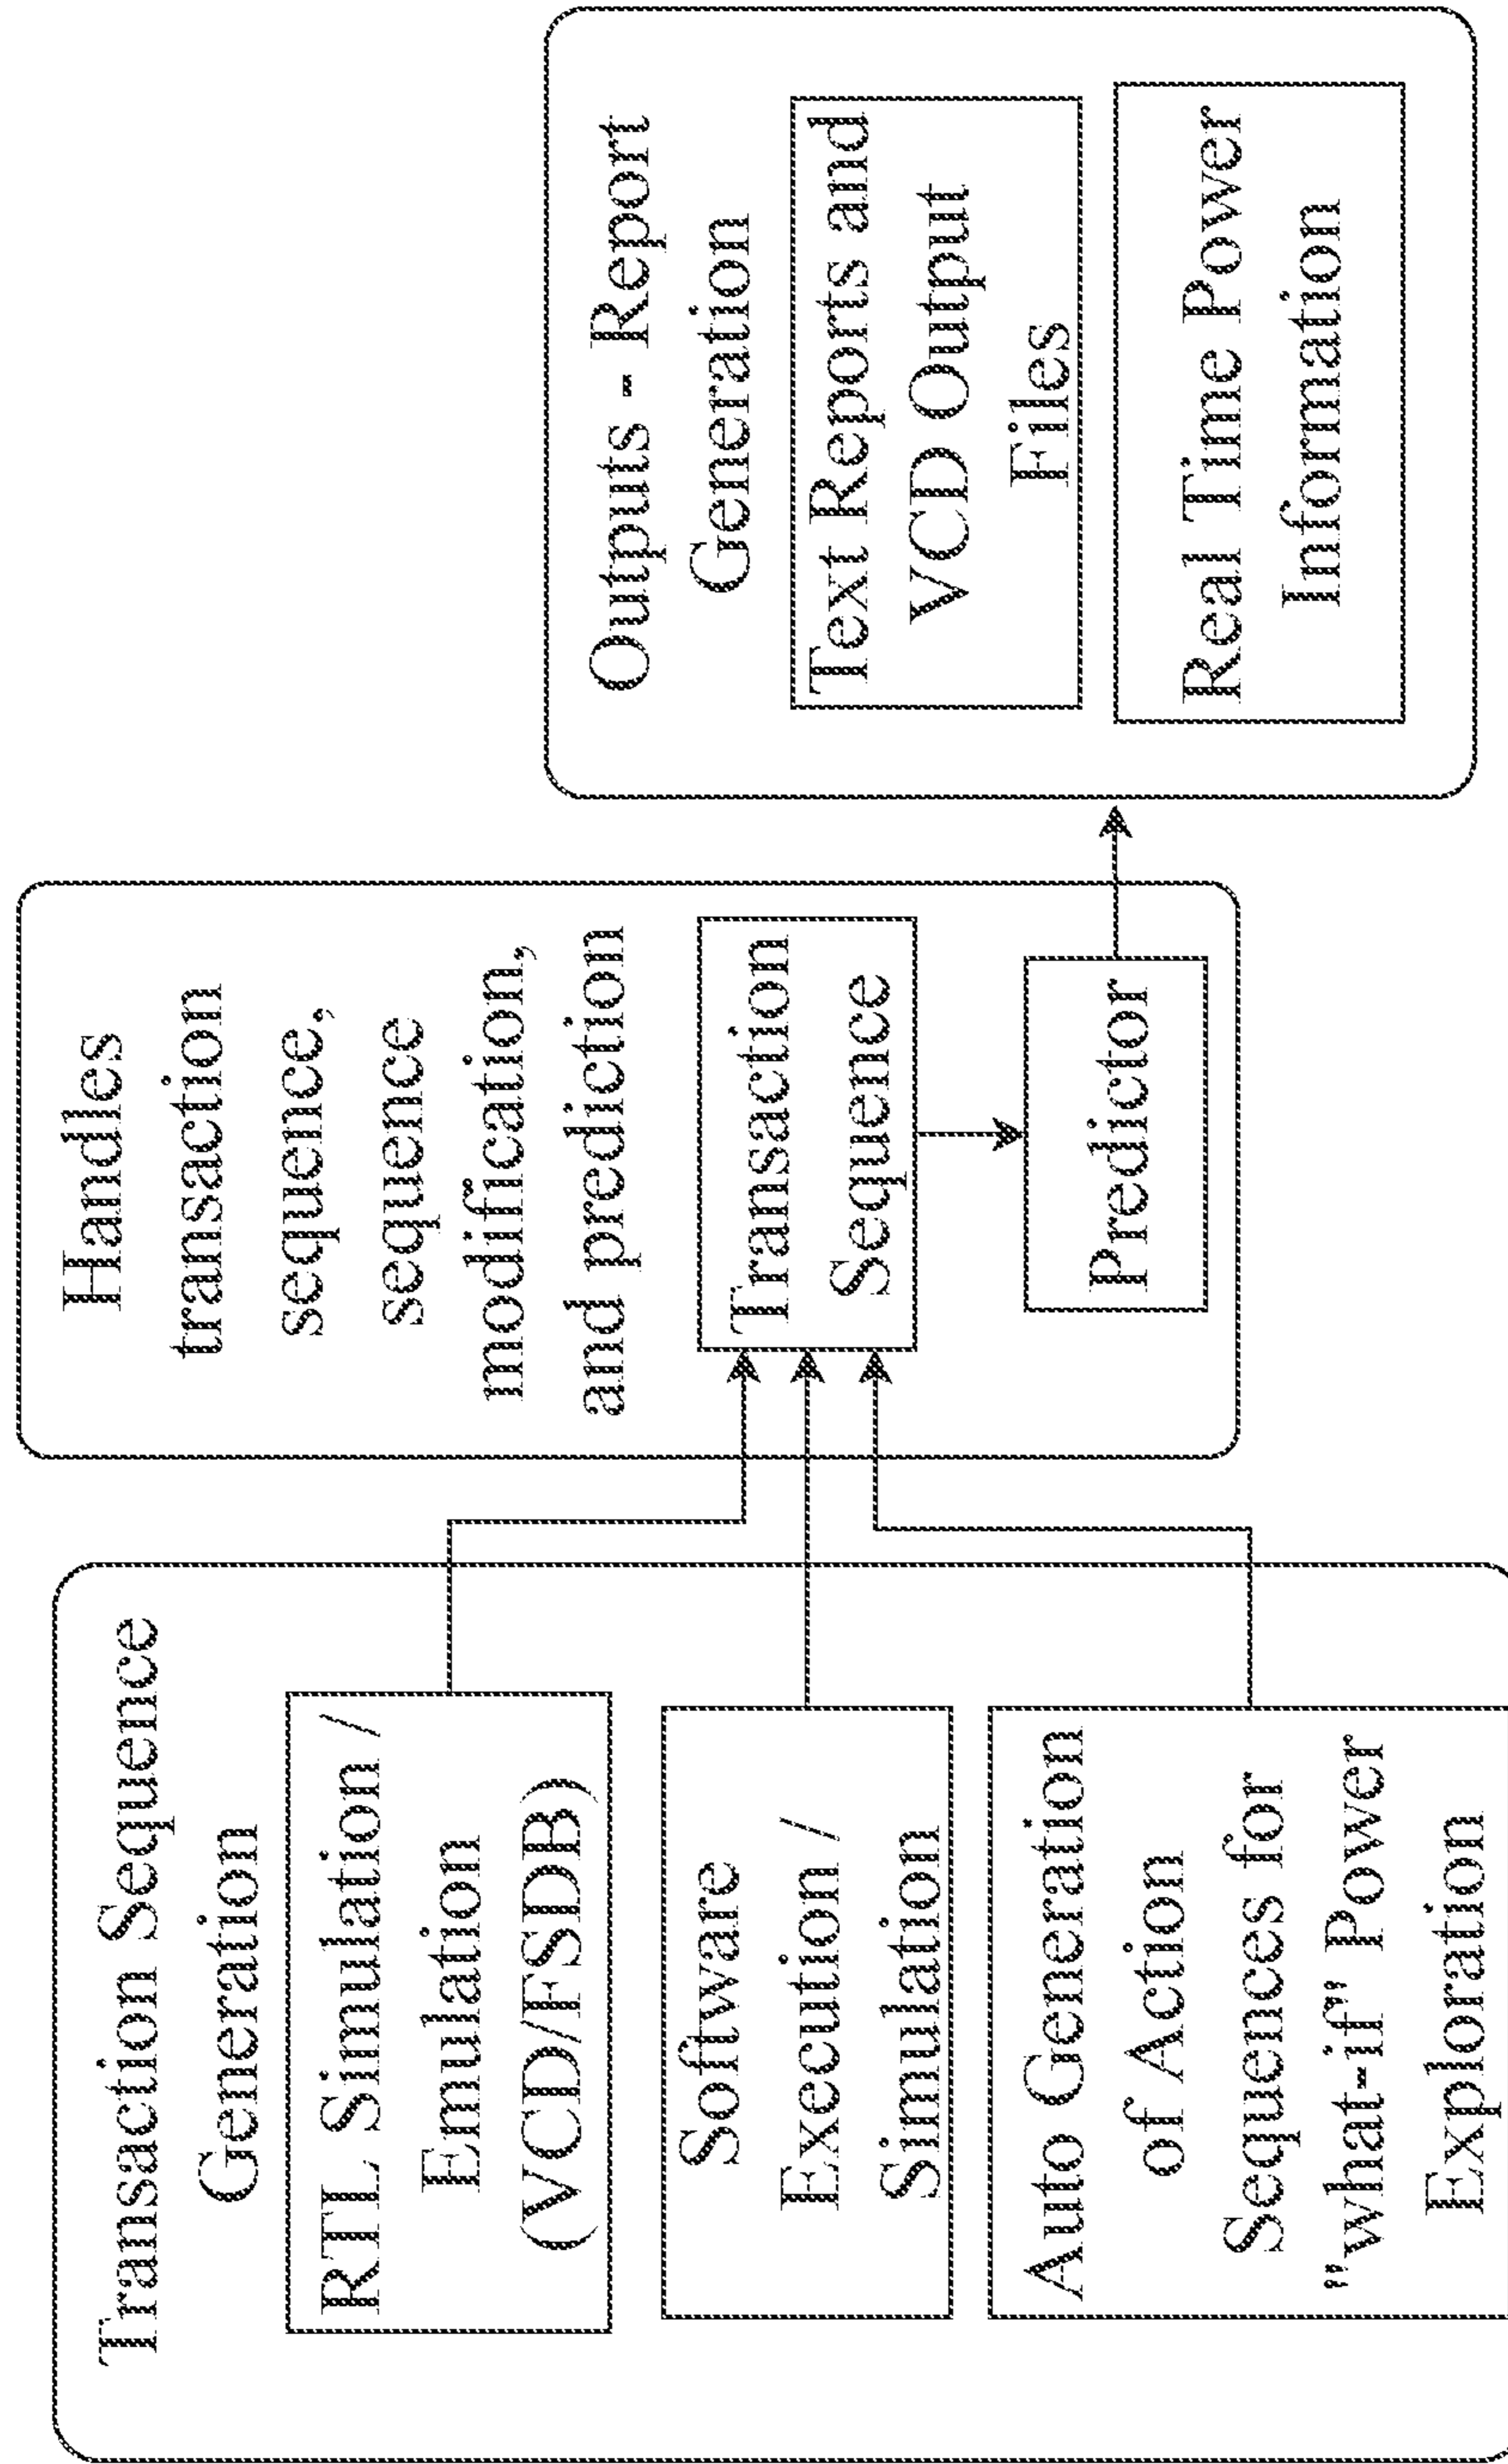 Transaction Sequence
Generation
RTL Simulation /
Emulation
(VCD/FSDB)
Software
Execution /
Simulation
Auto Generation
of Action
Sequences for
"what-if" Power
Exploration
Handles
transaction
sequence,
sequence
modification,
and prediction
Transaction
Sequence
Predictor
Outputs - Report
Generation
Text Reports and
VCD Output
Files
Real Time Power
Information